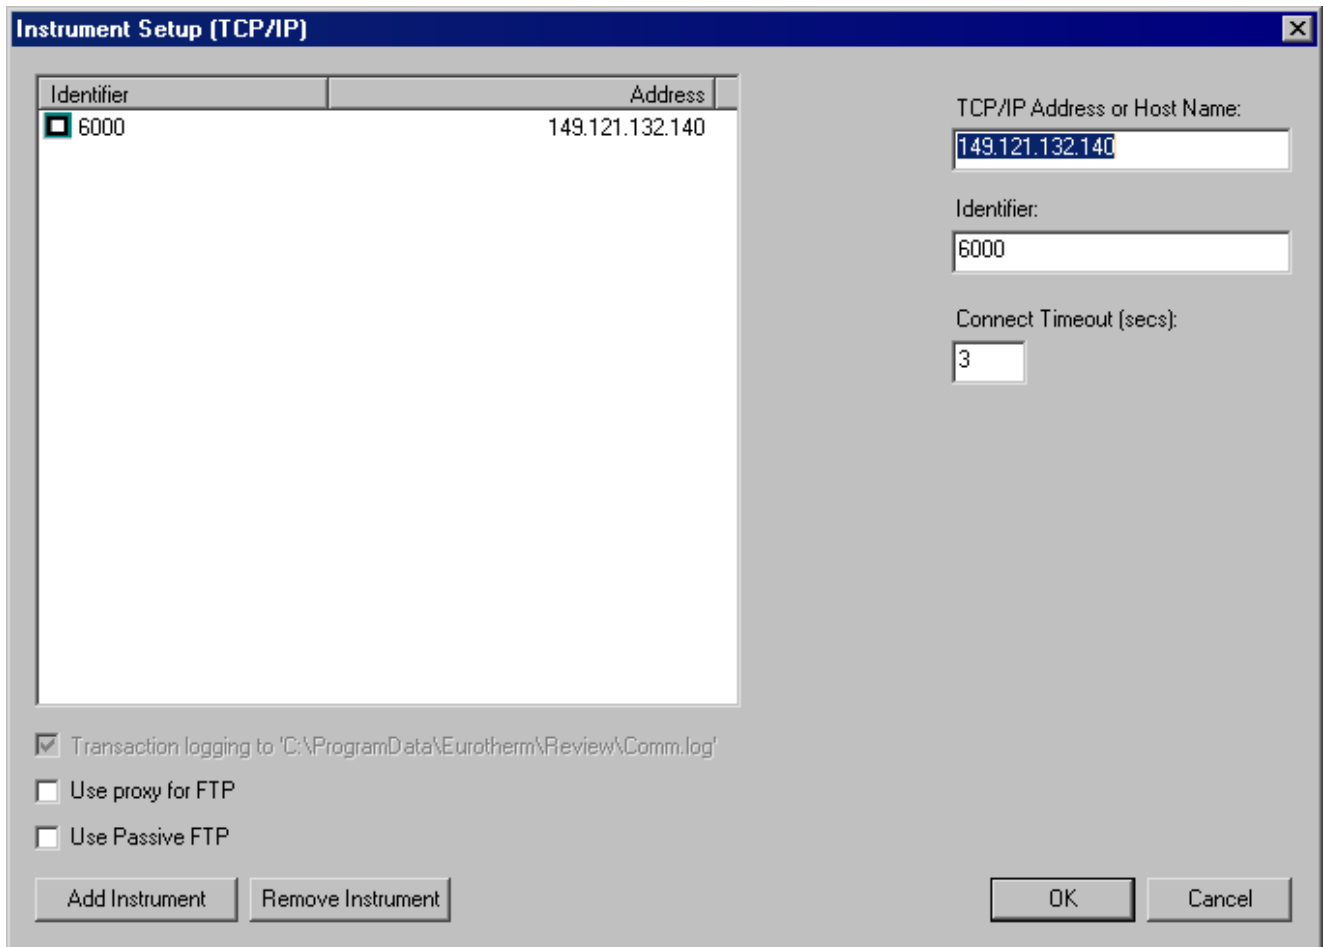 Instrument Setup (TCP/IP)
Identifier Address
6000 149.121.132.140
TCP/IP Address or Host Name:
149.121.132.140
Identifier:
6000
Connect Timeout (secs):
3
Transaction logging to 'C:\ProgramData\Eurotherm\Review\Comm.log'
Use proxy for FTP
Use Passive FTP
Add Instrument Remove Instrument OK Cancel